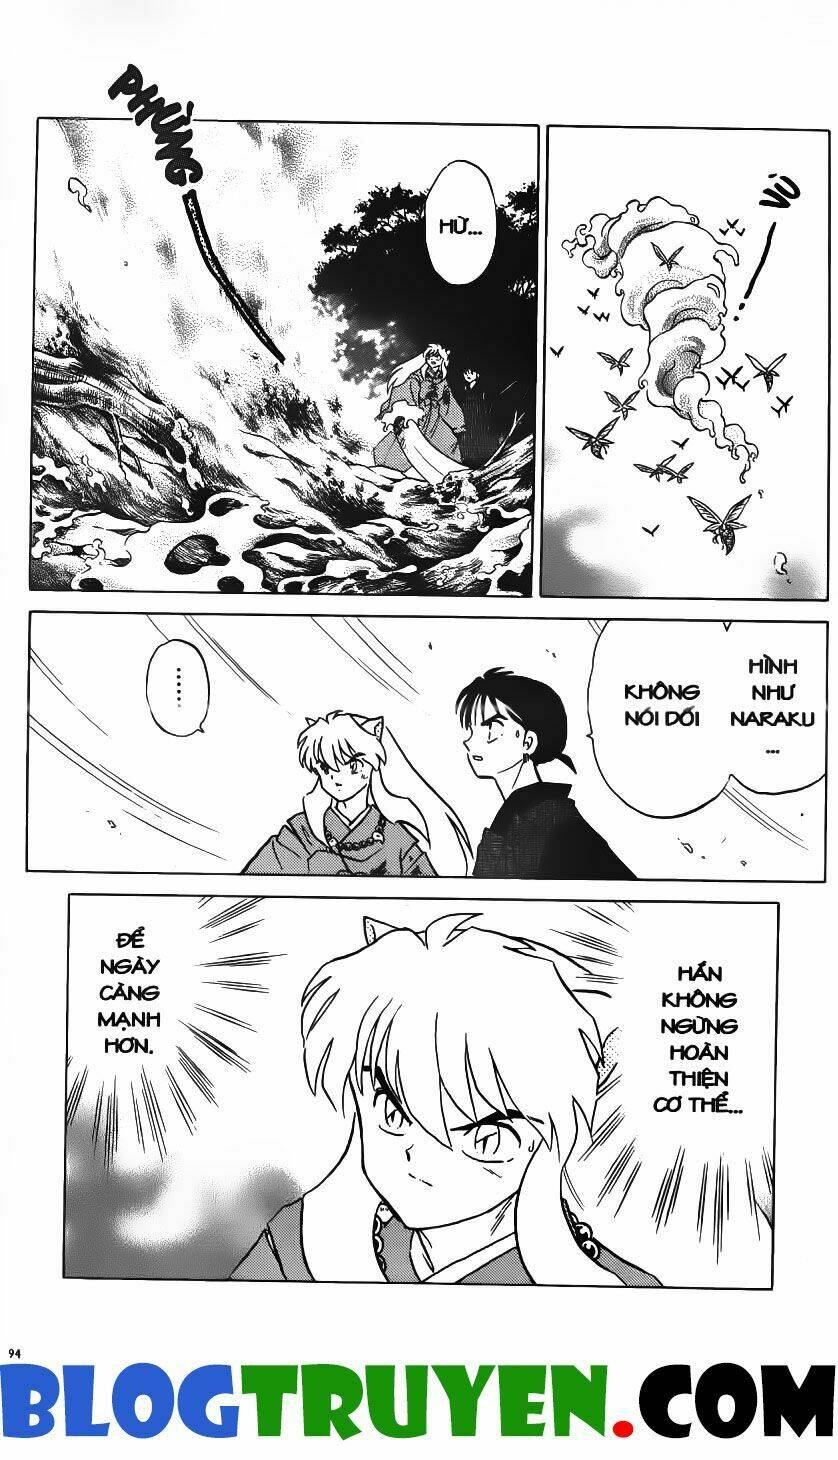 VÙ
PHỪNG
HỪ...
HÌNH
NHƯ
NARAKU
...
KHÔNG
NÓI DỐI
......
HẮN
KHÔNG
NGỪNG
HOÀN
THIỆN
CƠ THỂ...
ĐỂ
NGÀY
CÀNG
MẠNH
HƠN.
94
BLOGTRUYEN.COM